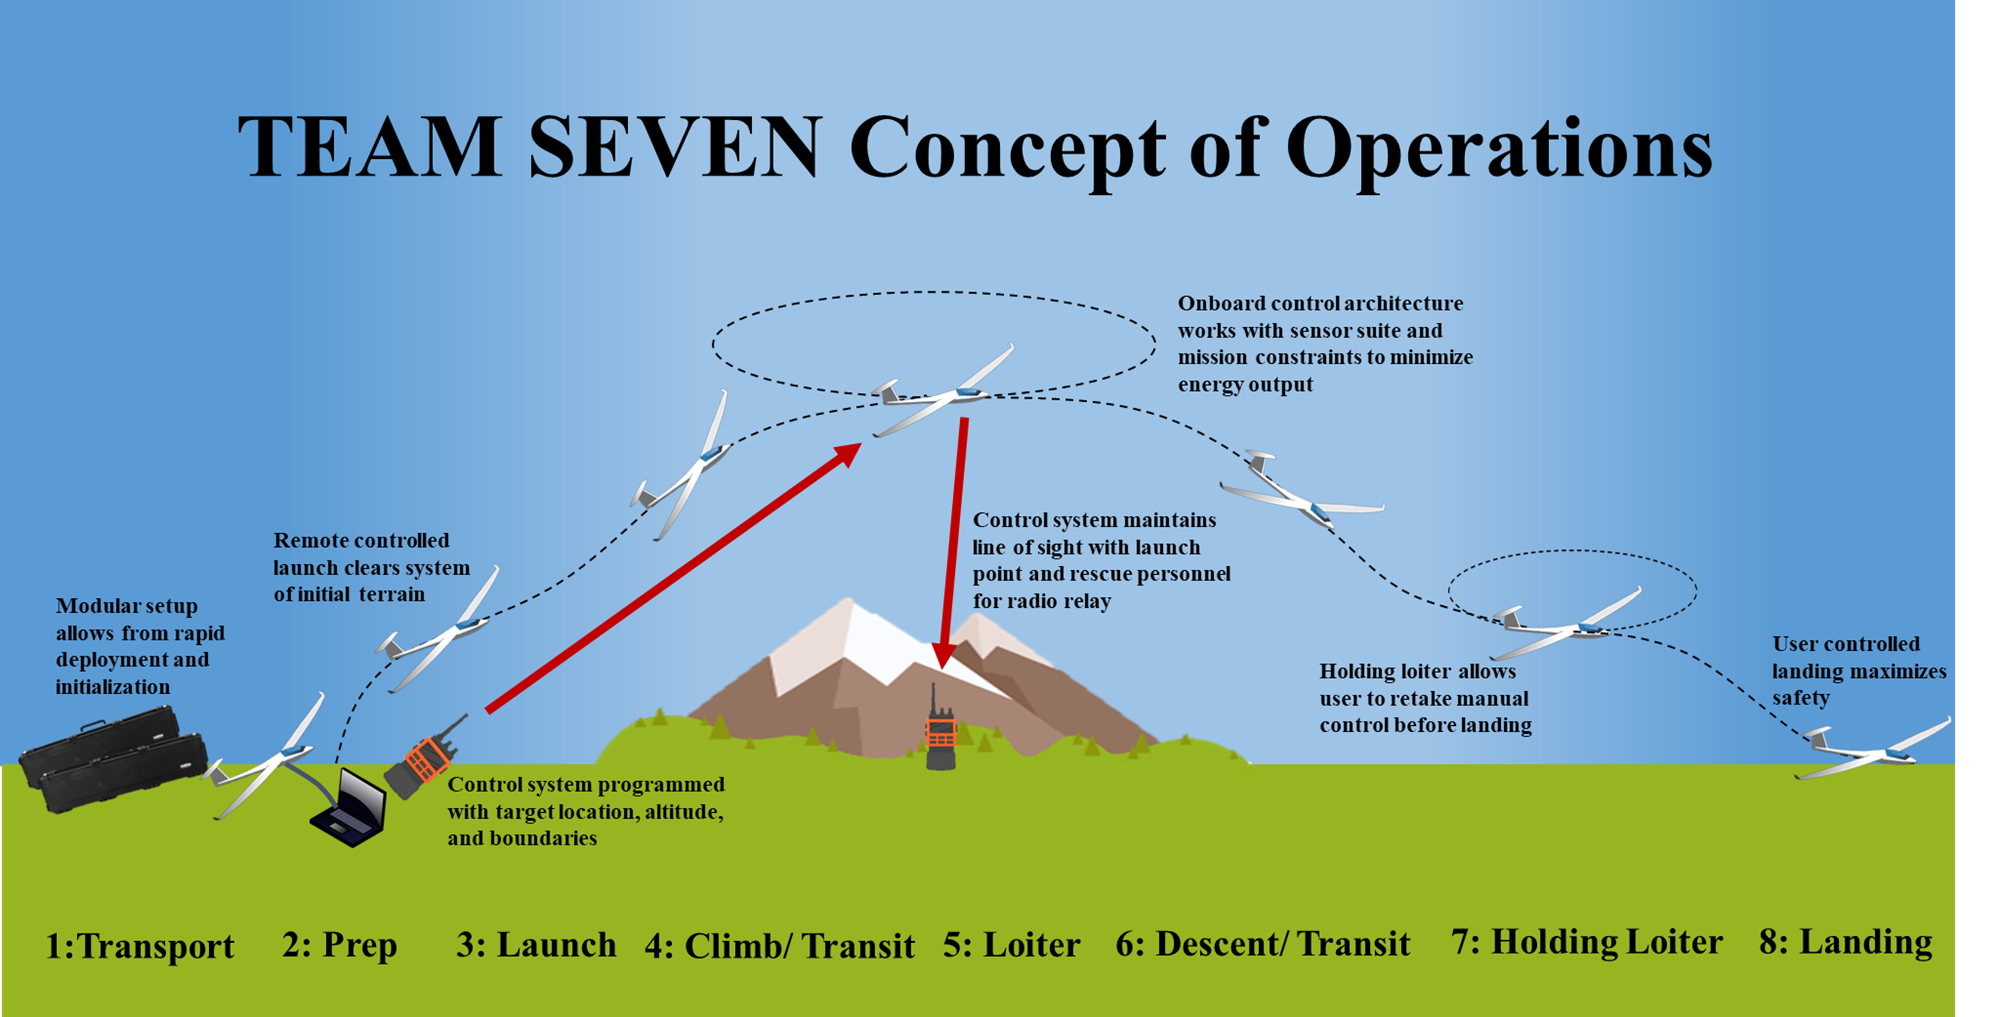 TEAM SEVEN Concept of Operations
Onboard control architecture
works with sensor suite and
mission constraints to minimize
energy output
Control system maintains
line of sight with launch
point and rescue personnel
for radio relay
Remote controlled
launch clears system
of initial terrain
Modular setup
allows from rapid
deployment and
initialization
Holding loiter allows
user to retake manual
control before landing
User controlled
landing maximizes
safety
Control system programmed
with target location, altitude,
and boundaries
1:Transport
2: Prep
3: Launch
4: Climb/ Transit
5: Loiter
6: Descent/ Transit
7: Holding Loiter
8: Landing